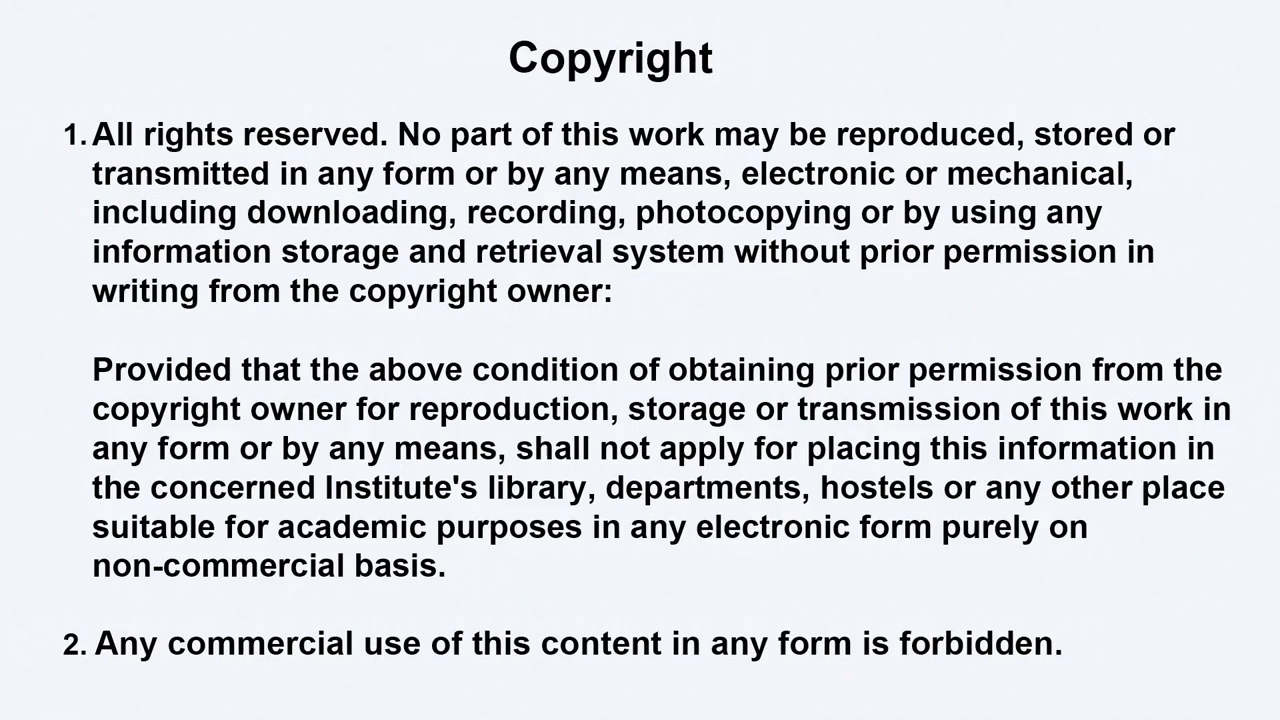 Copyright
1. All rights reserved. No part of this work may be reproduced, stored or
transmitted in any form or by any means, electronic or mechanical,
including downloading, recording, photocopying or by using any
information storage and retrieval system without prior permission in
writing from the copyright owner:
Provided that the above condition of obtaining prior permission from the
copyright owner for reproduction, storage or transmission of this work in
any form or by any means, shall not apply for placing this information in
the concerned Institute's library, departments, hostels or any other place
suitable for academic purposes in any electronic form purely on
non-commercial basis.
2. Any commercial use of this content in any form is forbidden.